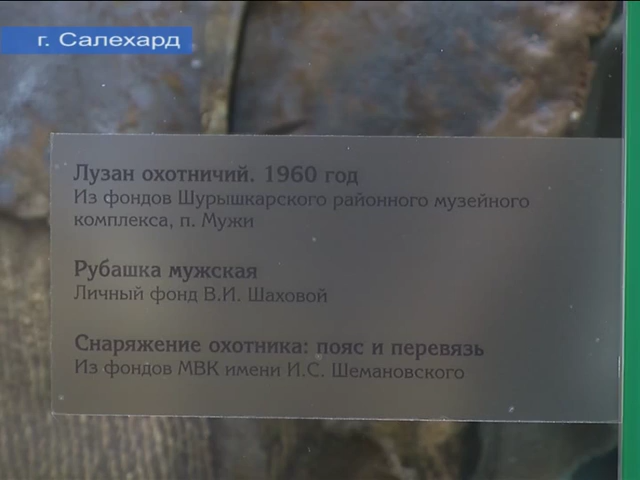 г. Салехард
Лузан охотничий. 1960 год
Из фондов Шурышкарского районного музейного
комплекса, п. Мужи
Рубашка мужская
Личный фонд В.И. Шаховой
Снаряжение охотника: пояс и перевязь
Из фондов МВК имени И.С. Шемановского